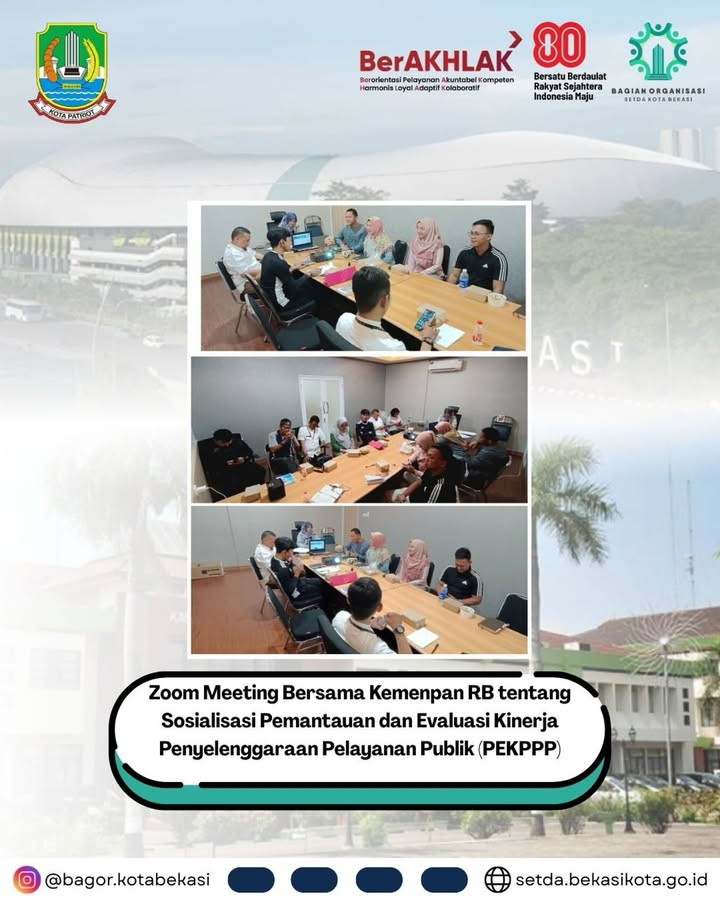 KOTA PATRIOT
BerAKHLAK
Berorientasi Pelayanan Akuntabel Kompeten
Harmonis Loyal Adaptif Kolaboratif
80
Bersatu Berdaulat
Rakyat Sejahtera
Indonesia Maju
BAGIAN ORGANISASI
SETDA KOTA BEKASI
AST
Zoom Meeting Bersama Kemenpan RB tentang
Sosialisasi Pemantauan dan Evaluasi Kinerja
Penyelenggaraan Pelayanan Publik (PEKPPP)
@bagor.kotabekasi
setda.bekasikota.go.id